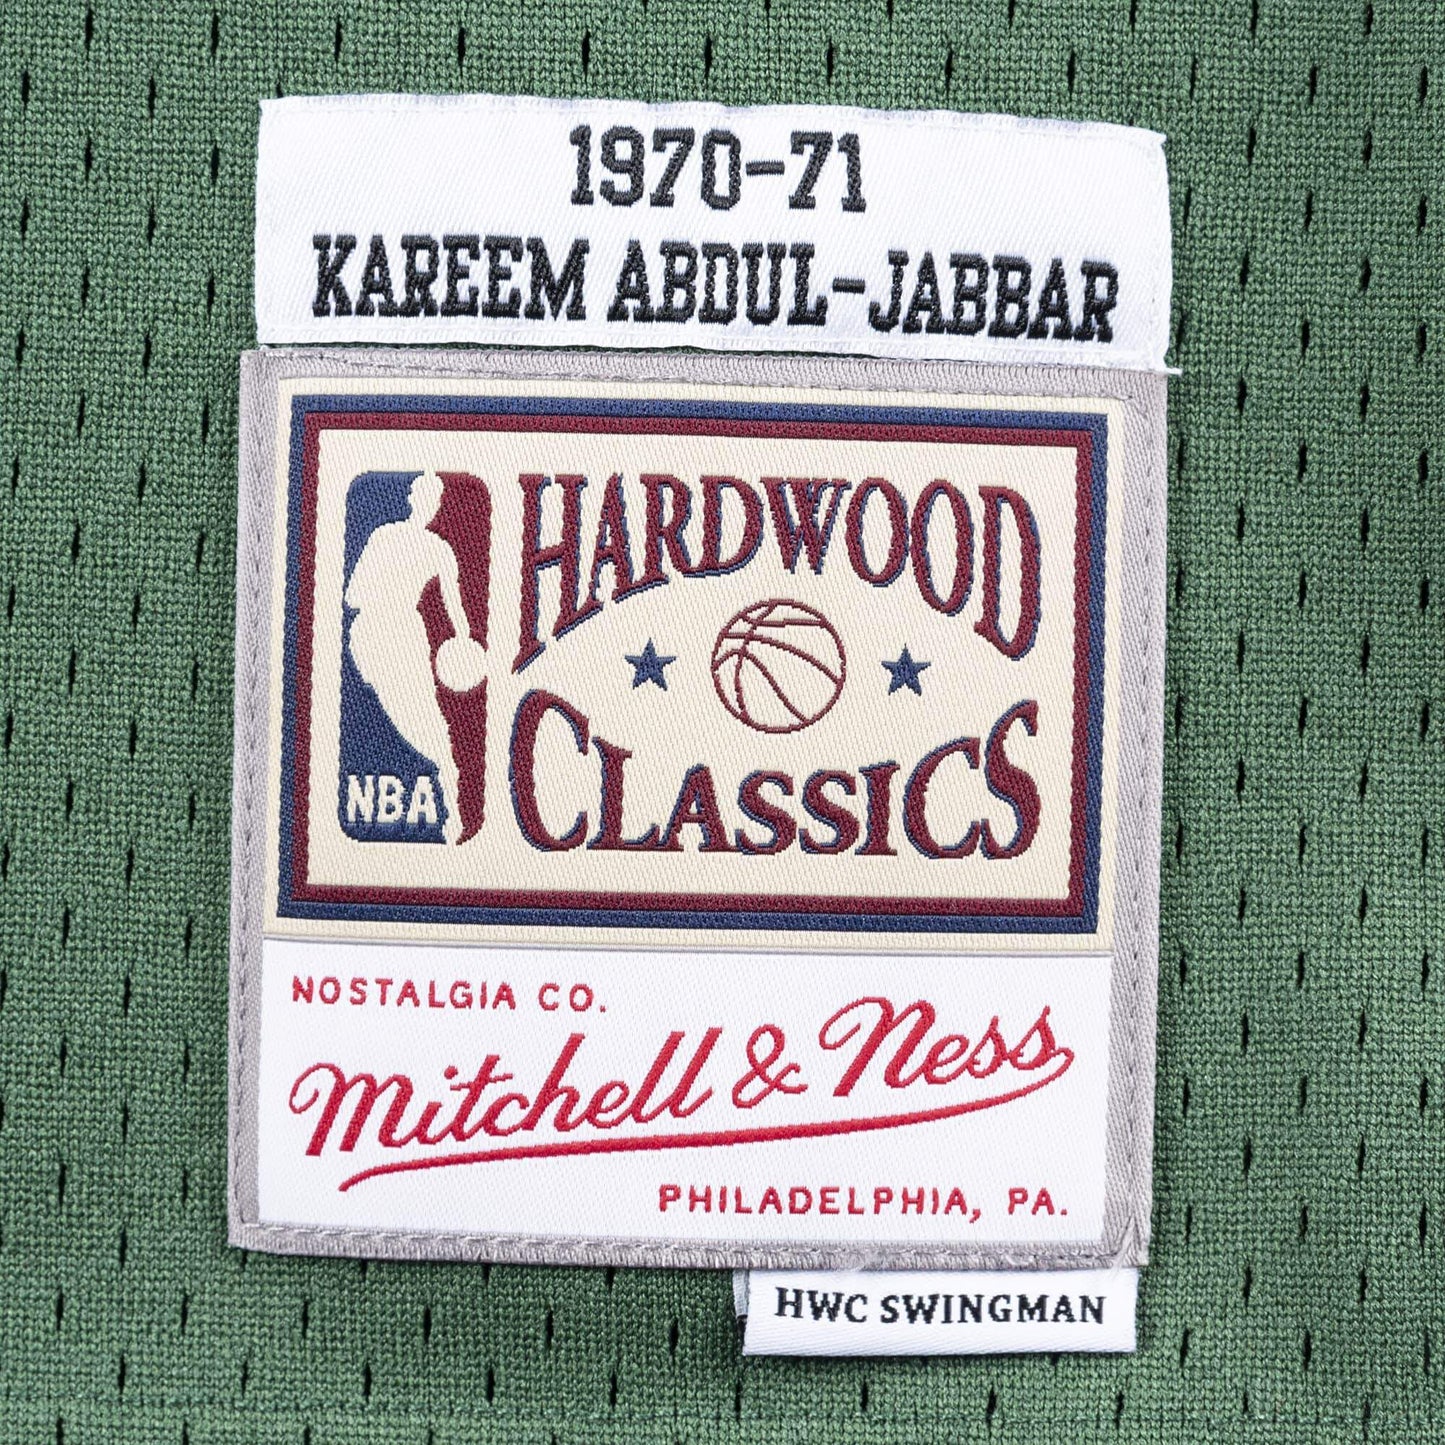 1970-71
KAREEM ABDUL-JABBAR
HARDWOOD
CLASSICS
NBA
NOSTALGIA CO.
Mitchell & Ness
PHILADELPHIA, PA.
HWC SWINGMAN